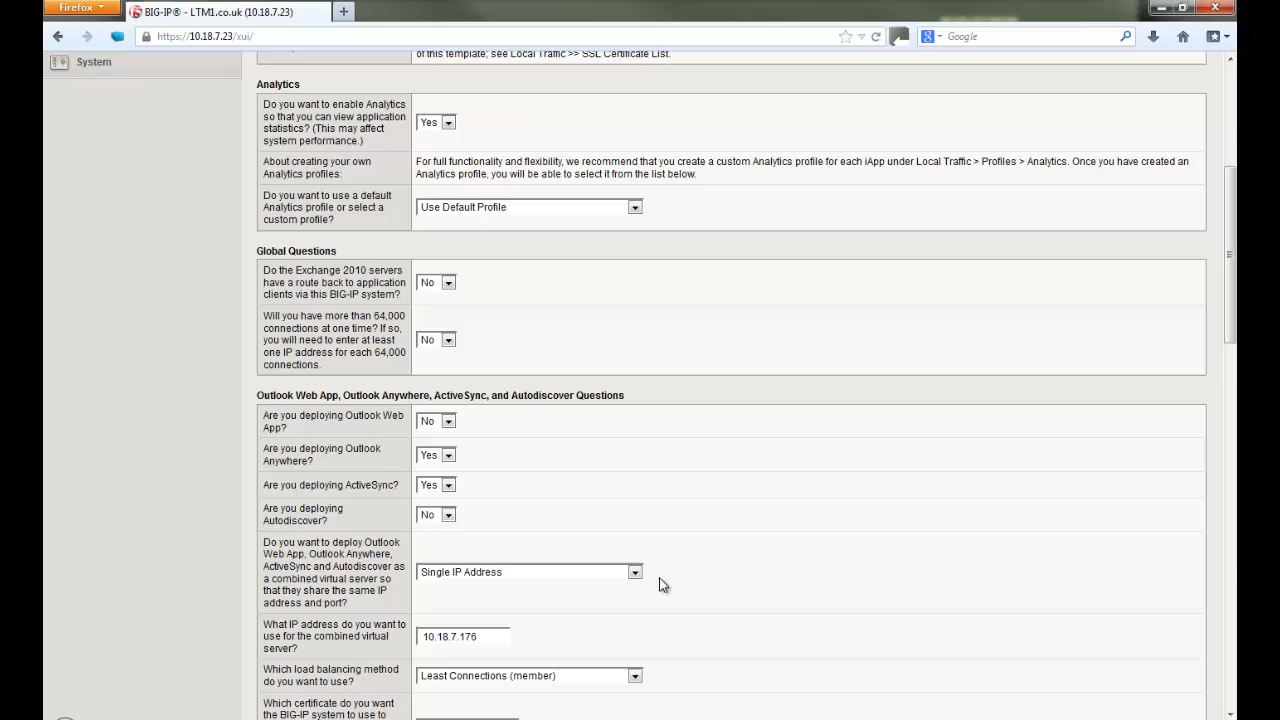 Firefox
BIG-IP® - LTM1.co.uk (10.18.7.23)
https://10.18.7.23/xui/
Google
System
of this template; see Local Traffic >> SSL Certificate List.
Analytics
Do you want to enable Analytics
so that you can view application
statistics? (This may affect
system performance.)
Yes
About creating your own
Analytics profiles:
For full functionality and flexibility, we recommend that you create a custom Analytics profile for each iApp under Local Traffic > Profiles > Analytics. Once you have created an
Analytics profile, you will be able to select it from the list below.
Do you want to use a default
Analytics profile or select a
custom profile?
Use Default Profile
Global Questions
Do the Exchange 2010 servers
have a route back to application
clients via this BIG-IP system?
No
Will you have more than 64,000
connections at one time? If so,
you will need to enter at least
one IP address for each 64,000
connections.
No
Outlook Web App, Outlook Anywhere, ActiveSync, and Autodiscover Questions
Are you deploying Outlook Web
App?
No
Are you deploying Outlook
Anywhere?
Yes
Are you deploying ActiveSync?
Yes
Are you deploying
Autodiscover?
No
Do you want to deploy Outlook
Web App, Outlook Anywhere,
ActiveSync and Autodiscover as
a combined virtual server so
that they share the same IP
address and port?
Single IP Address
What IP address do you want to
use for the combined virtual
server?
10.18.7.176
Which load balancing method
do you want to use?
Least Connections (member)
Which certificate do you want
the BIG-IP system to use to